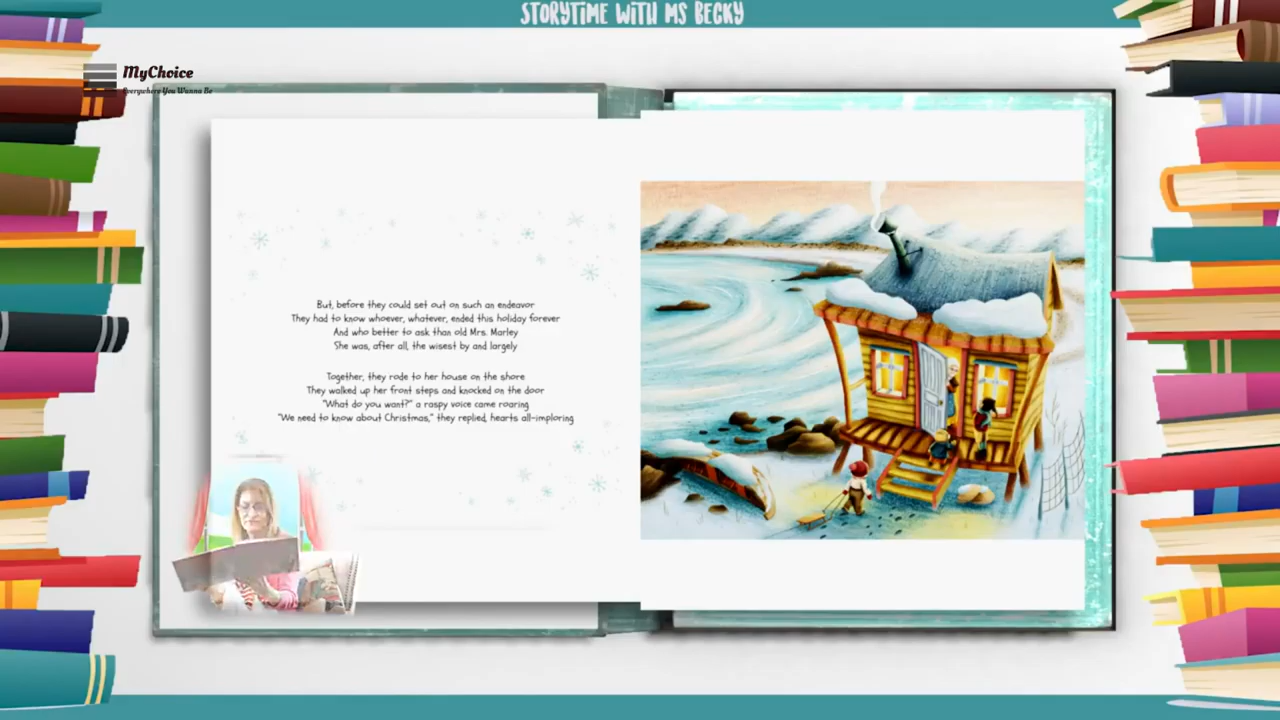 STORYTIME WITH MS BECKY
MyChoice
Everywhere You Wanna Be
But, before they could set out on such an endeavor
They had to know whoever, whatever, ended this holiday forever
And who better to ask than old Mrs. Marley
She was, after all, the wisest by and largely
Together, they rode to her house on the shore
They walked up her front steps and knocked on the door
"What do you want?" a raspy voice came roaring
"We need to know about Christmas," they replied, hearts all-imploring